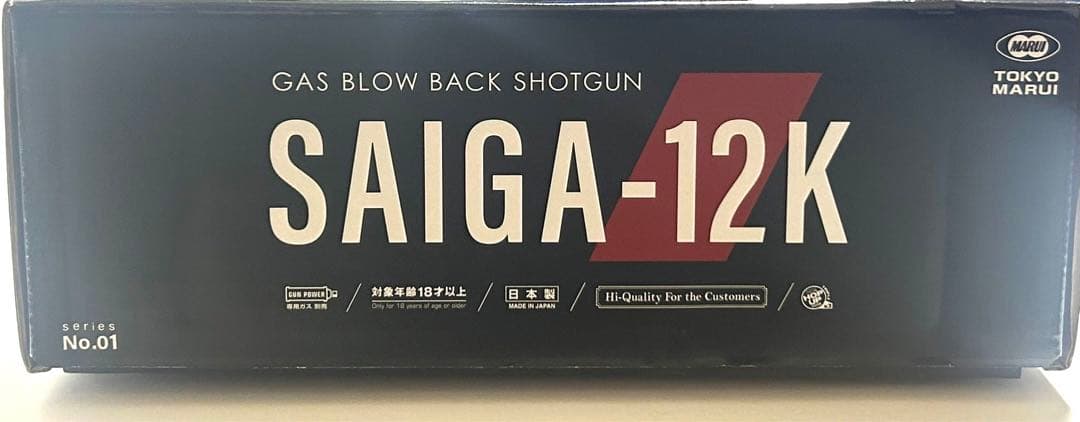 MARUI
TOKYO
MARUI
GAS BLOW BACK SHOTGUN
SAIGA-12K
GUN POWER
専用ガス 別売
対象年齢18才以上
Only for 18 years of age or older
日本製
MADE IN JAPAN
Hi-Quality For the Customers
HOP UP
series
No.01